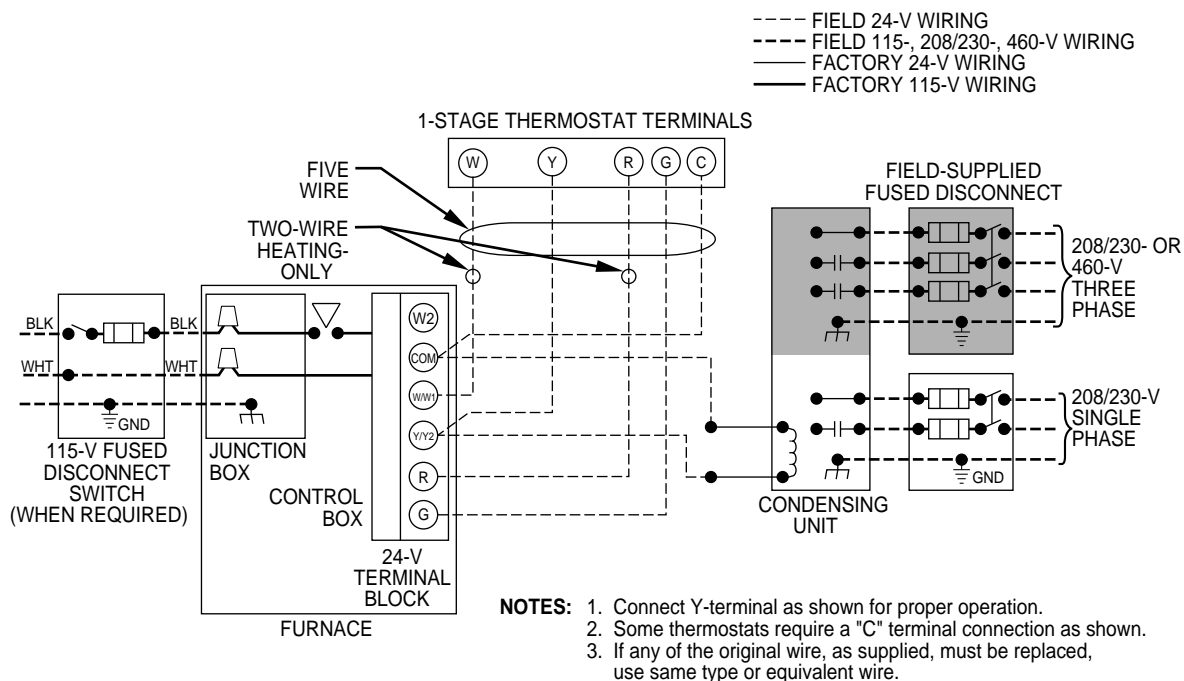 FIELD 24-V WIRING
FIELD 115-, 208/230-, 460-V WIRING
FACTORY 24-V WIRING
FACTORY 115-V WIRING
1-STAGE THERMOSTAT TERMINALS
W
Y
R
G
C
FIVE
WIRE
TWO-WIRE
HEATING-
ONLY
FIELD-SUPPLIED
FUSED DISCONNECT
208/230- OR
460-V
THREE
PHASE
BLK
BLK
WHT
WHT
GND
115-V FUSED
DISCONNECT
SWITCH
(WHEN REQUIRED)
JUNCTION
BOX
CONTROL
BOX
W2
COM
W/W1
Y/Y2
R
G
24-V
TERMINAL
BLOCK
FURNACE
CONDENSING
UNIT
GND
208/230-V
SINGLE
PHASE
NOTES: 1. Connect Y-terminal as shown for proper operation.
2. Some thermostats require a "C" terminal connection as shown.
3. If any of the original wire, as supplied, must be replaced,
use same type or equivalent wire.